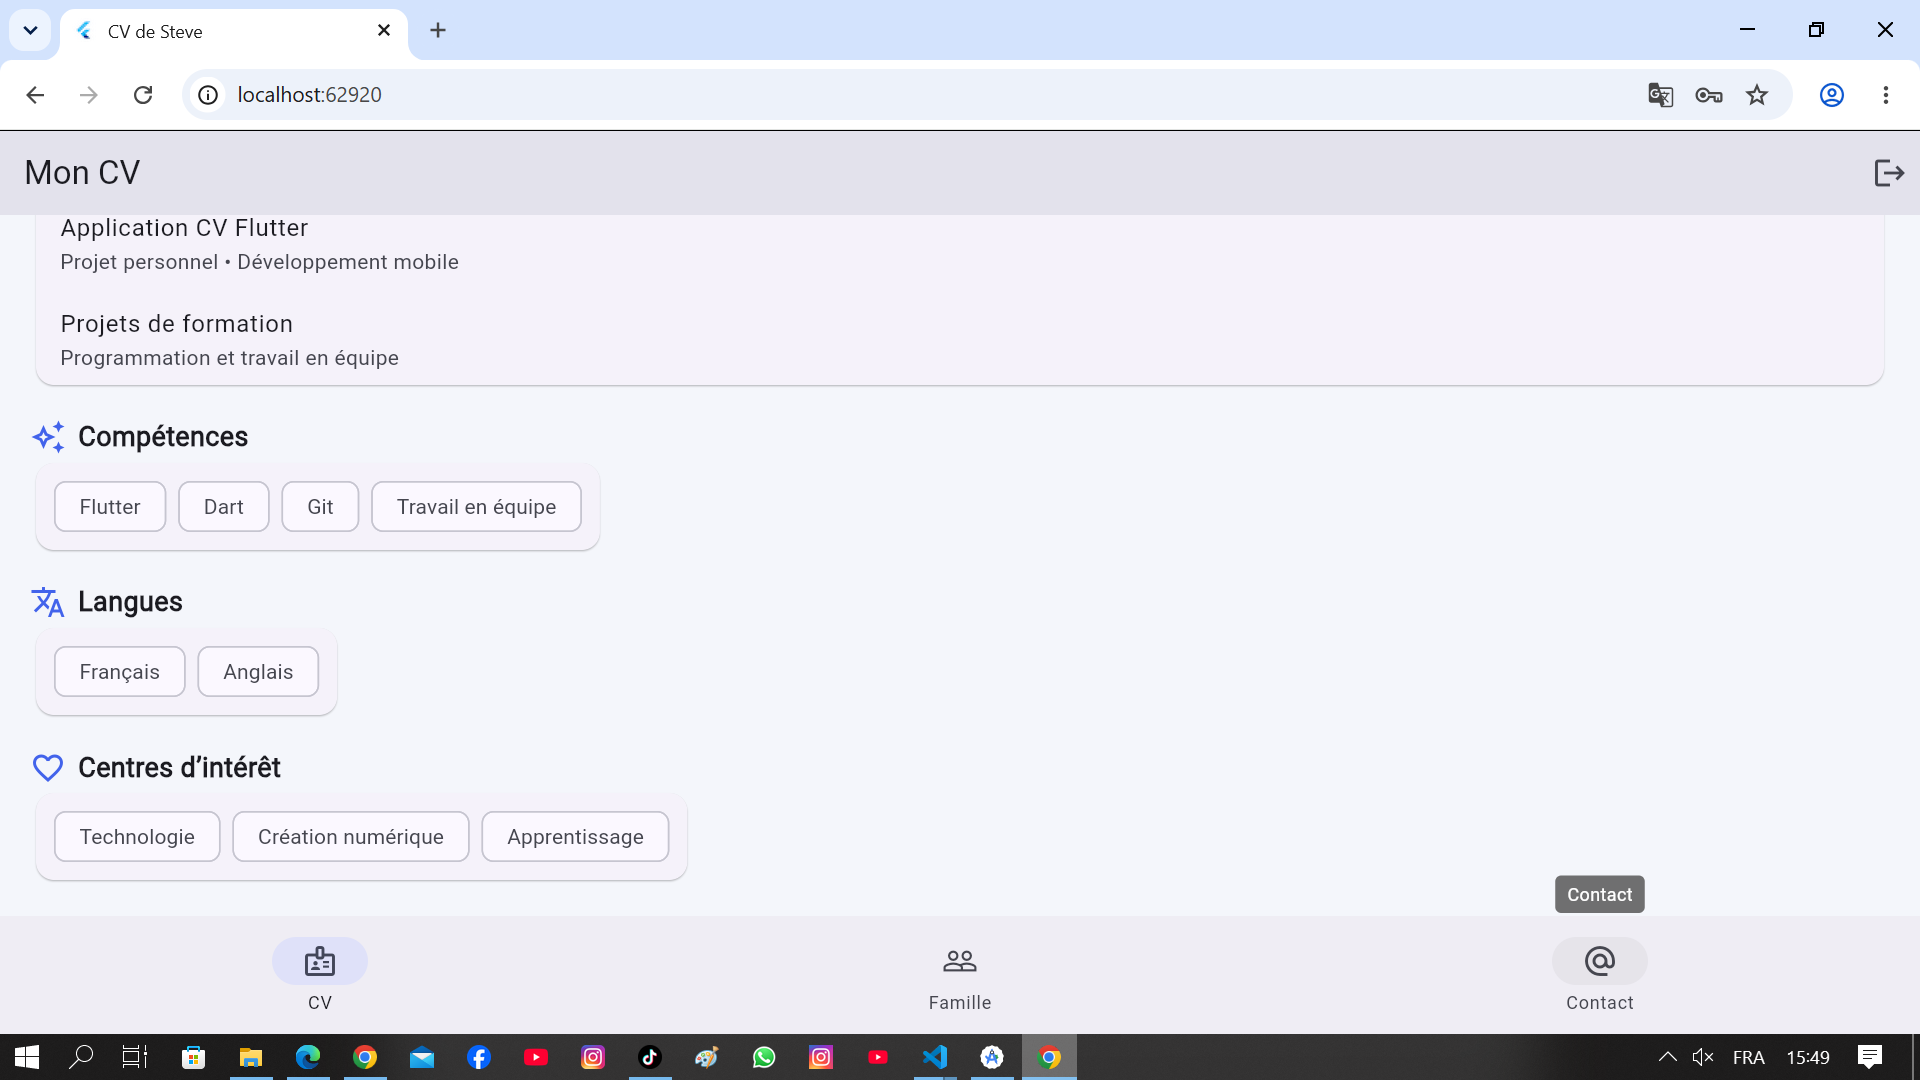 CV de Steve
localhost:62920
Mon CV
Application CV Flutter
Projet personnel • Développement mobile
Projets de formation
Programmation et travail en équipe
Compétences
Flutter Dart Git Travail en équipe
Langues
Français Anglais
Centres d’intérêt
Technologie Création numérique Apprentissage
Contact
CV Famille Contact
FRA 15:49